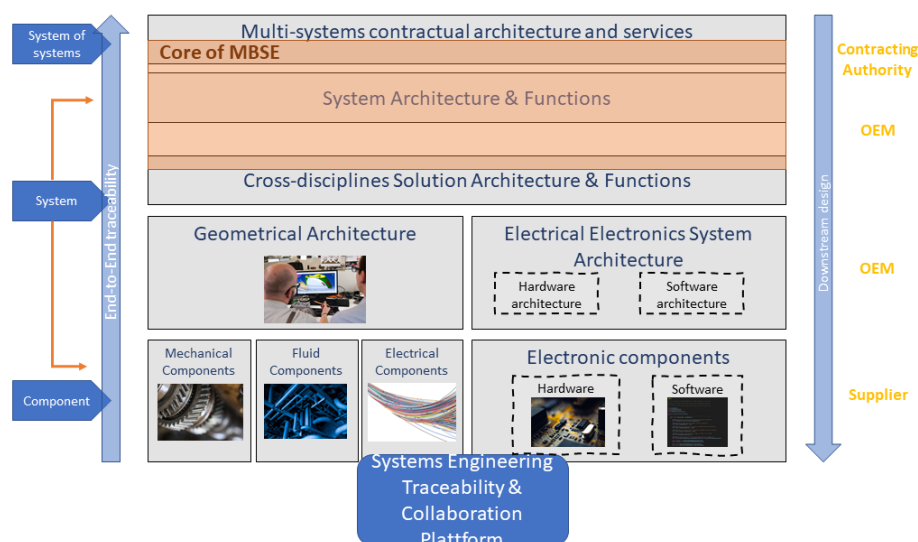 Multi-systems contractual architecture and services
System of
systems
Core of MBSE
Contracting
Authority
System Architecture & Functions
OEM
End-to-End traceability
Downstream design
Cross-disciplines Solution Architecture & Functions
System
Geometrical Architecture
Electrical Electronics System
Architecture
Hardware
architecture
Software
architecture
OEM
Mechanical
Components
Fluid
Components
Electrical
Components
Electronic components
Hardware
Software
Component
Supplier
Systems Engineering
Traceability &
Collaboration
Plattform